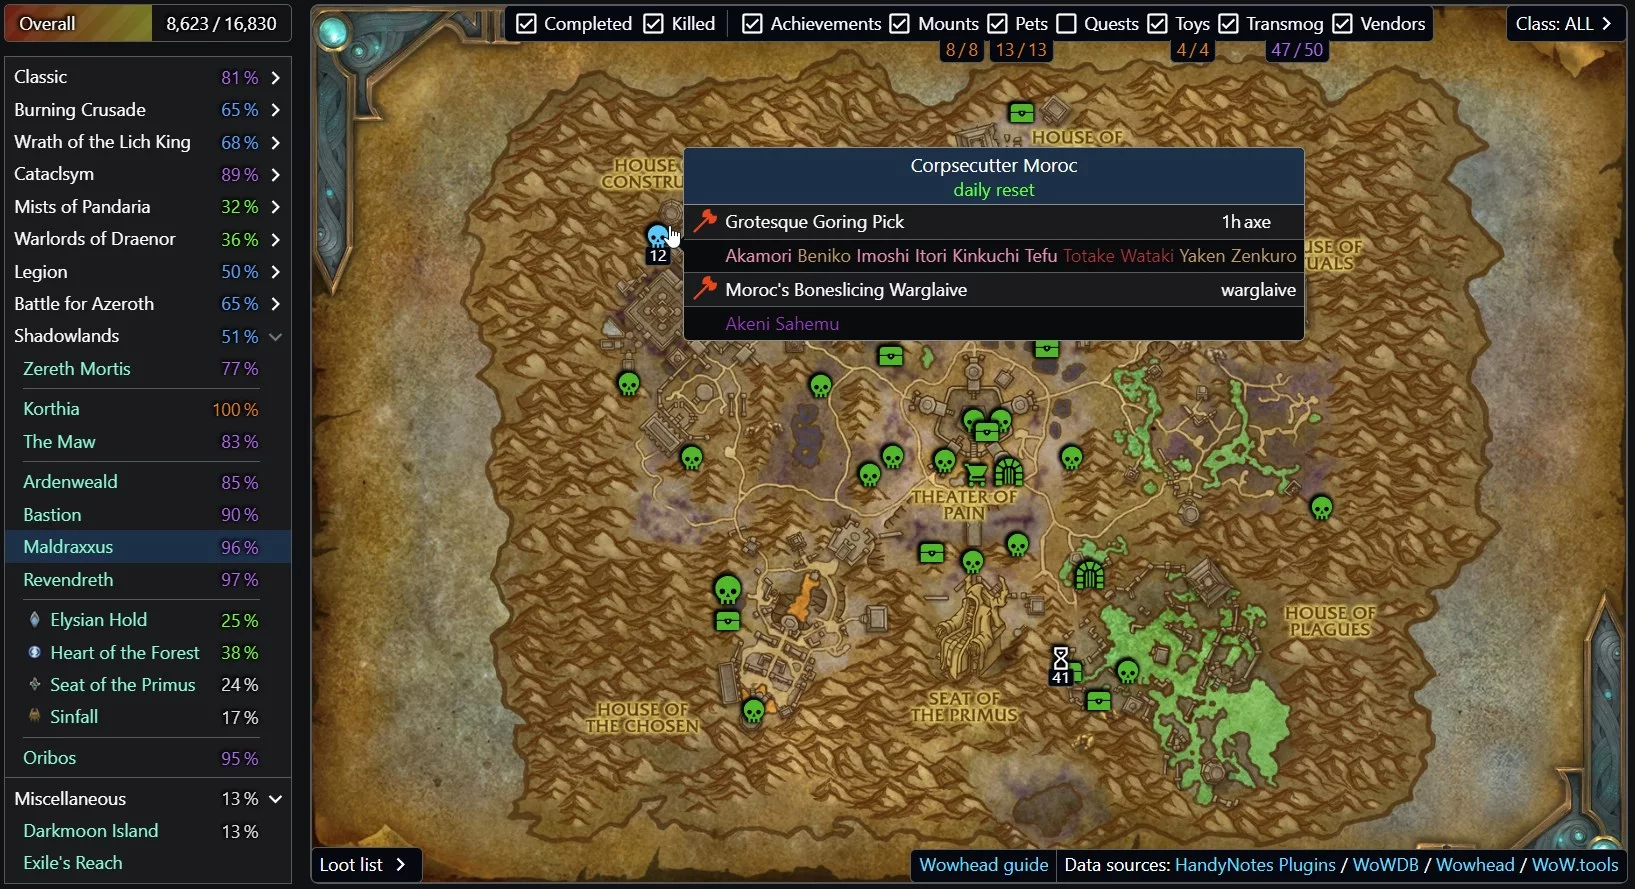 Overall 8,623 / 16,830
Completed Killed Achievements Mounts Pets Quests Toys Transmog Vendors
Class: ALL
8/8 13/13 4/4 47/50
Classic 81 %
Burning Crusade 65 %
Wrath of the Lich King 68 %
Cataclsym 89 %
Mists of Pandaria 32 %
Warlords of Draenor 36 %
Legion 50 %
Battle for Azeroth 65 %
Shadowlands 51 %
Zereth Mortis 77 %
Korthia 100 %
The Maw 83 %
Ardenweald 85 %
Bastion 90 %
Maldraxxus 96 %
Revendreth 97 %
Elysian Hold 25 %
Heart of the Forest 38 %
Seat of the Primus 24 %
Sinfall 17 %
Oribos 95 %
Miscellaneous 13 %
Darkmoon Island 13 %
Exile's Reach
HOUSE OF
HOUSE
CONSTRU
Corpsecutter Moroc
daily reset
Grotesque Goring Pick 1h axe
Akamori Beniko Imoshi Itori Kinkuchi Tefu Totake Wataki Yaken Zenkuro
Moroc's Boneslicing Warglaive warglaive
Akeni Sahemu
12
USE OF
UALS
THEATER OF
PAIN
HOUSE OF
PLAGUES
41
SEAT OF
THE PRIMUS
HOUSE OF
THE CHOSEN
Loot list
Wowhead guide
Data sources: HandyNotes Plugins / WoWDB / Wowhead / WoW.tools